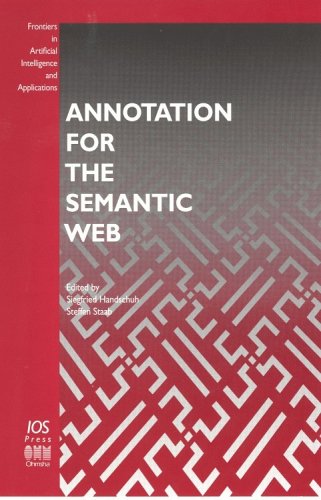 Frontiers
in
Artificial
Intelligence
and
Applications
ANNOTATION
FOR
THE
SEMANTIC
WEB
Edited by
Siegfried Handschuh
Steffen Staab
IOS
Press
OHM
Ohmsha